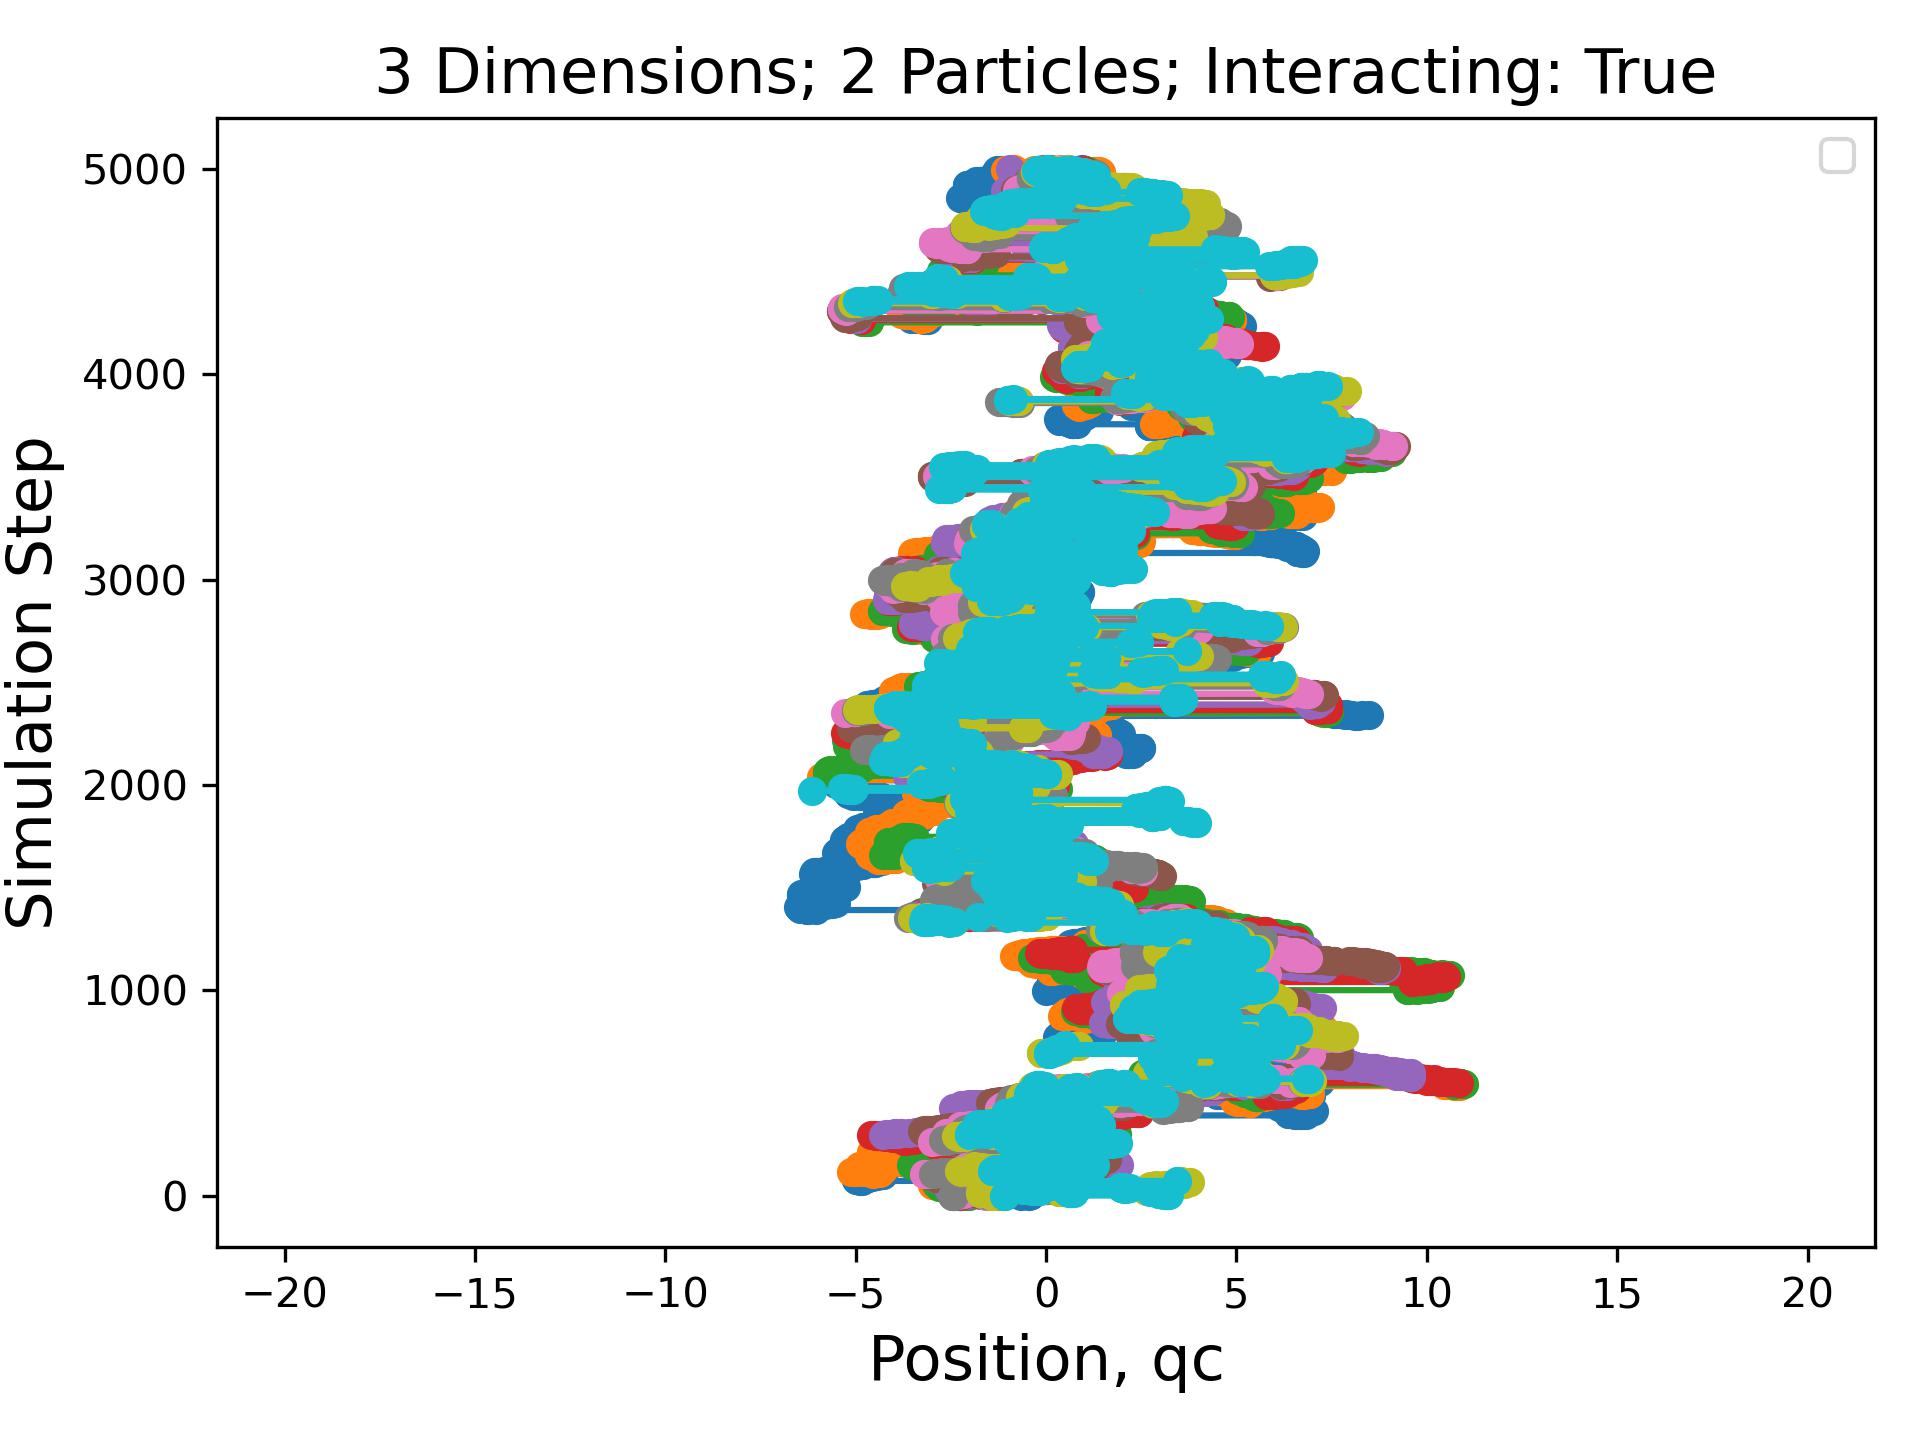 3 Dimensions; 2 Particles; Interacting: True
Simulation Step
5000
4000
3000
2000
1000
0
−20 −15 −10 −5 0 5 10 15 20
Position, qc